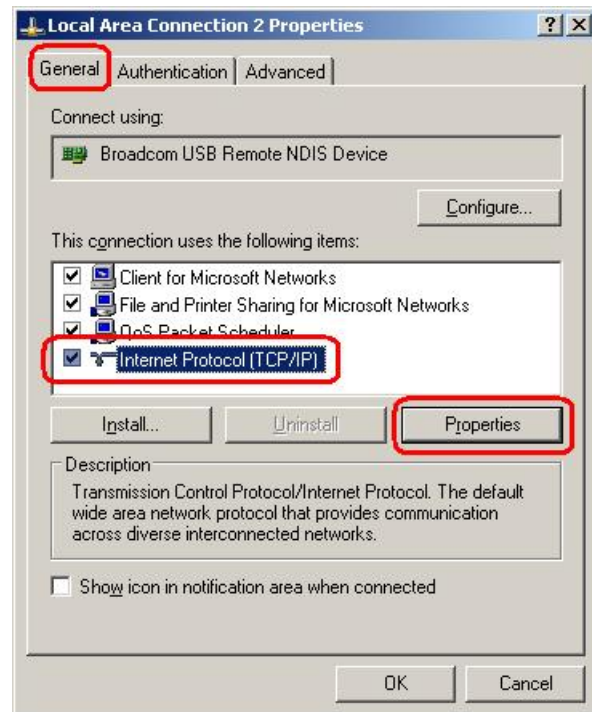 Local Area Connection 2 Properties
General Authentication Advanced
Connect using:
Broadcom USB Remote NDIS Device
Configure...
This connection uses the following items:
Client for Microsoft Networks
File and Printer Sharing for Microsoft Networks
QoS Packet Scheduler
Internet Protocol (TCP/IP)
Install... Uninstall Properties
Description
Transmission Control Protocol/Internet Protocol. The default
wide area network protocol that provides communication
across diverse interconnected networks.
Show icon in notification area when connected
OK Cancel